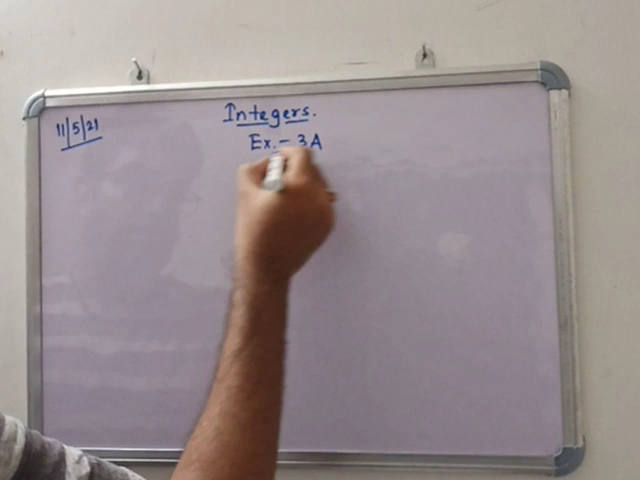 Integers.
11/5/21
Ex. - 3A